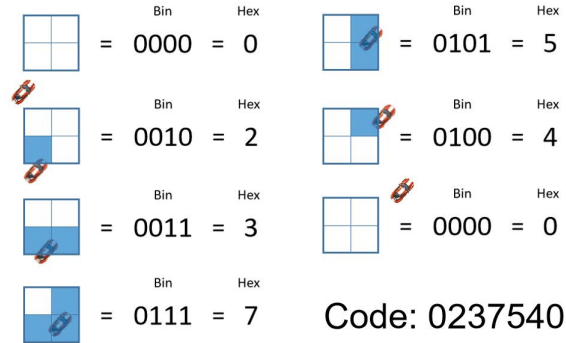 Bin Hex
= 0000 = 0
Bin Hex
= 0010 = 2
Bin Hex
= 0011 = 3
Bin Hex
= 0111 = 7
Bin Hex
= 0101 = 5
Bin Hex
= 0100 = 4
Bin Hex
= 0000 = 0
Code: 0237540